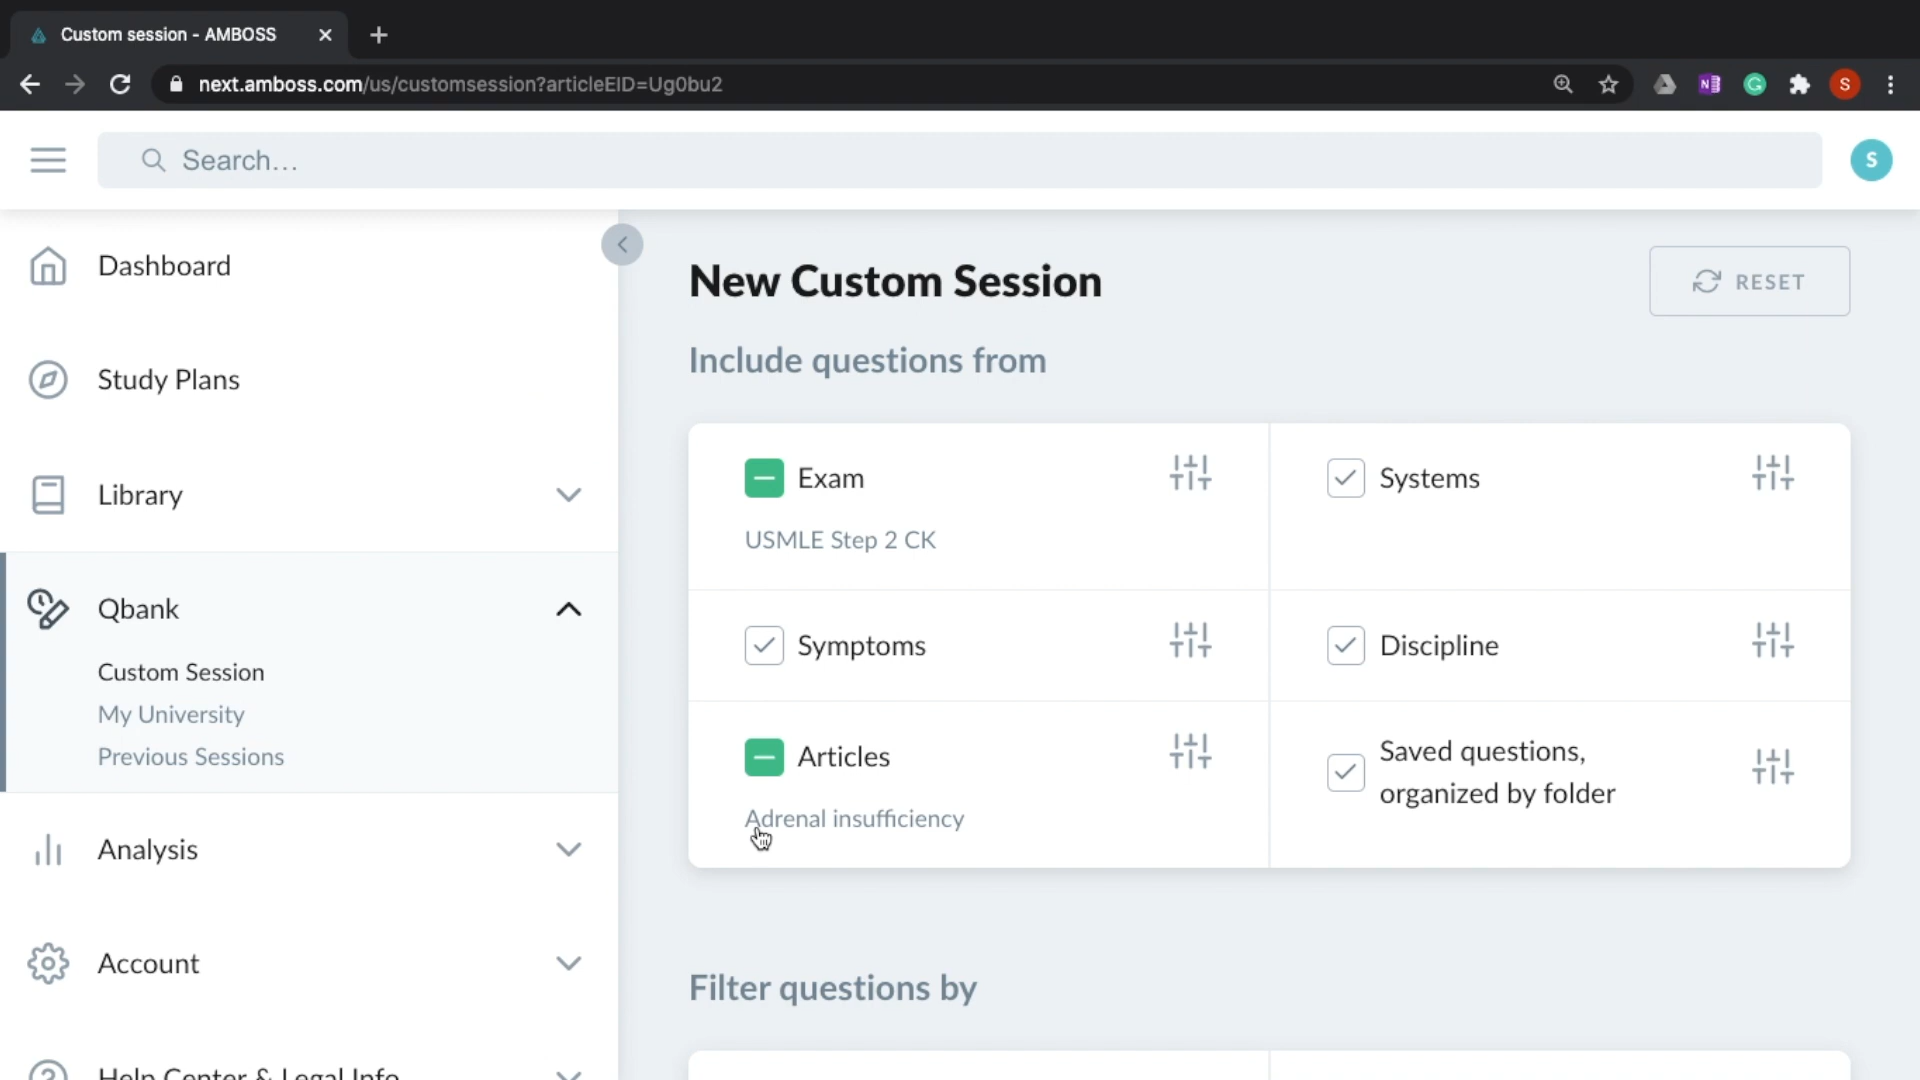 Custom session - AMBOSS
next.amboss.com/us/customsession?articleEID=Ug0bu2
N
G
S
Search...
S
Dashboard
Study Plans
Library
Qbank
Custom Session
My University
Previous Sessions
Analysis
Account
Help Center & Legal Info
New Custom Session
RESET
Include questions from
Exam
USMLE Step 2 CK
Systems
Symptoms
Discipline
Articles
Adrenal insufficiency
Saved questions,
organized by folder
Filter questions by